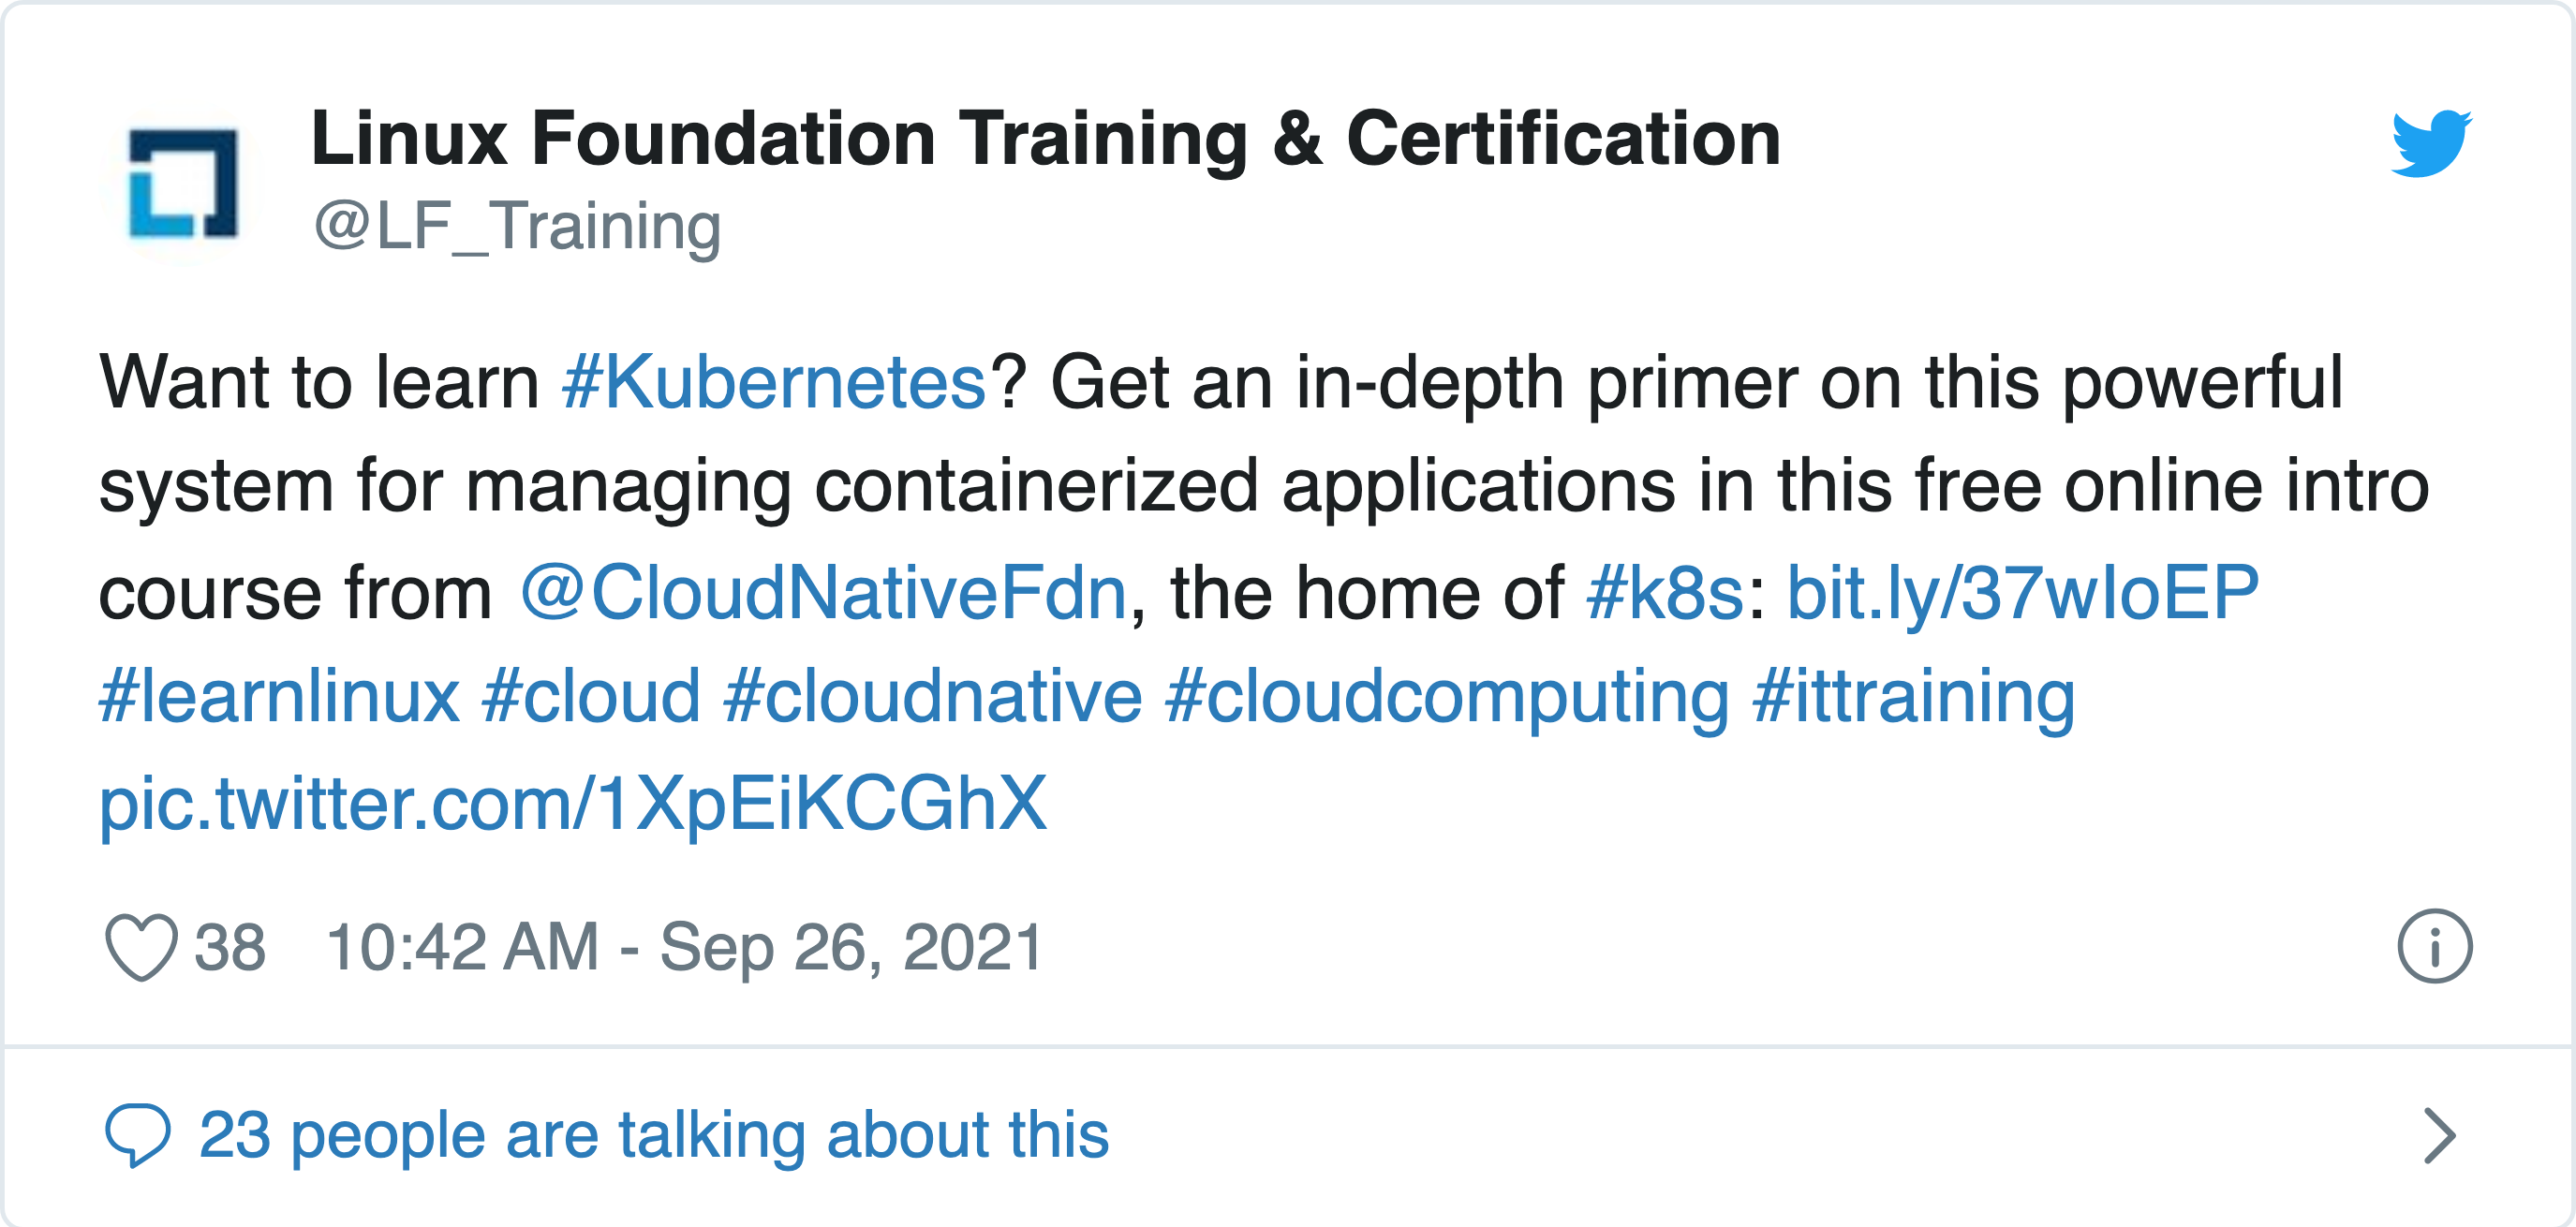 Linux Foundation Training & Certification
@LF_Training
Want to learn #Kubernetes? Get an in-depth primer on this powerful
system for managing containerized applications in this free online intro
course from @CloudNativeFdn, the home of #k8s: bit.ly/37wIoEP
#learnlinux #cloud #cloudnative #cloudcomputing #ittraining
pic.twitter.com/1XpEiKCGhX
38 10:42 AM - Sep 26, 2021
23 people are talking about this